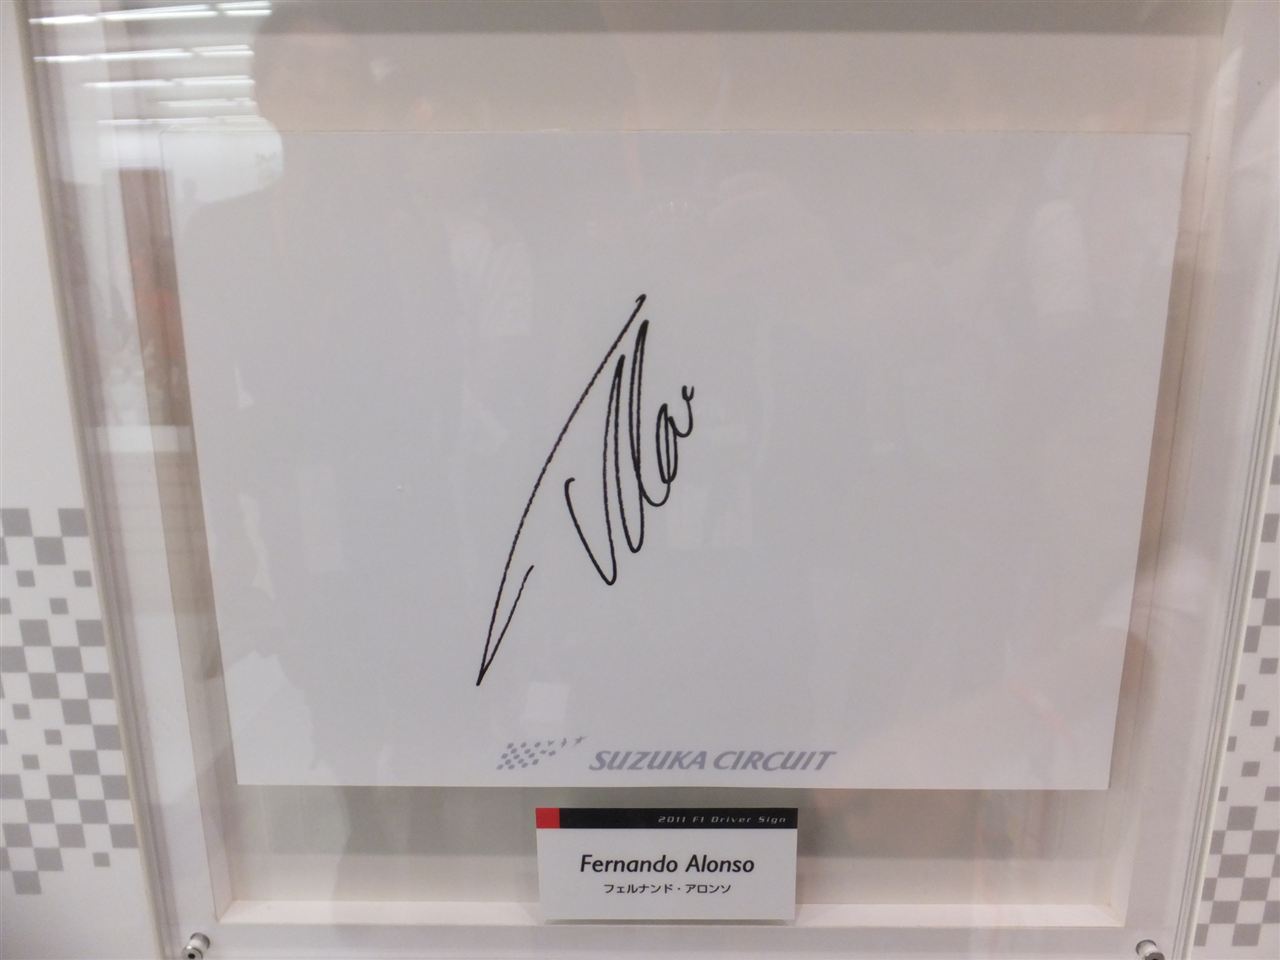 SUZUKA CIRCUIT
2011 F1 Driver Sign
Fernando Alonso
フェルナンド・アロンソ